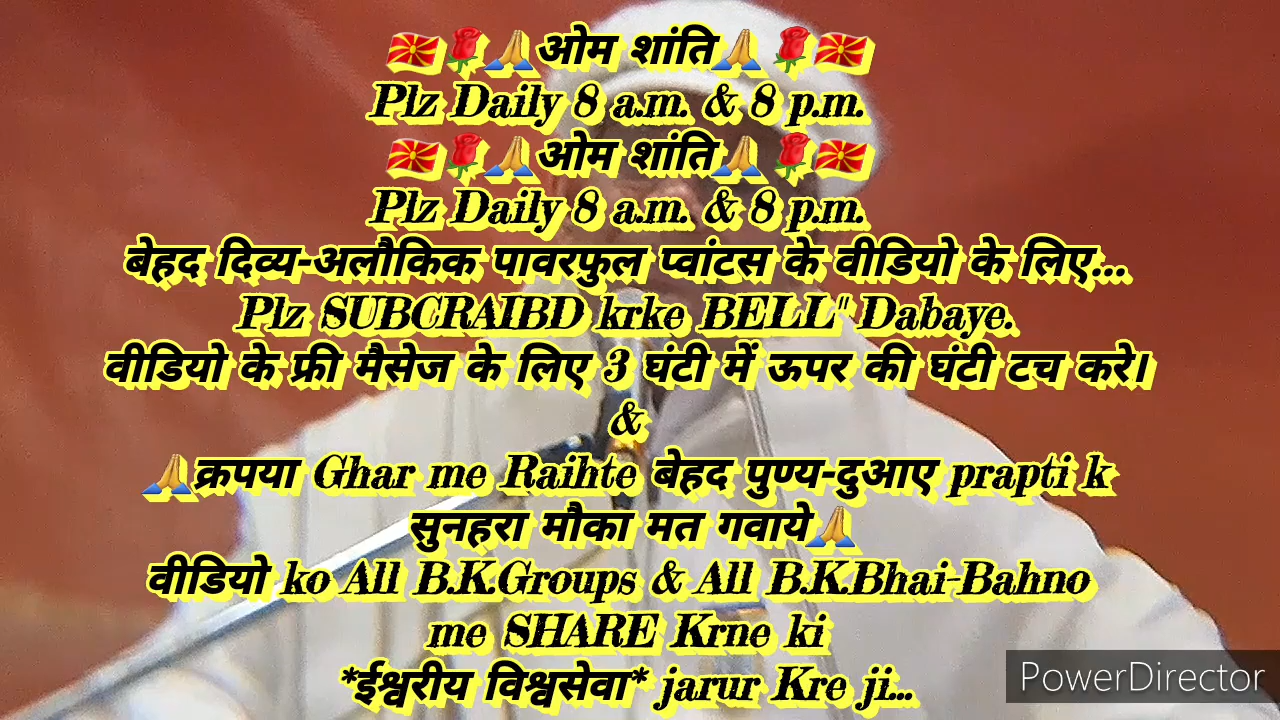 🇲🇰🌹🙏ओम शांति🙏🌹🇲🇰
Plz Daily 8 a.m. & 8 p.m.
🇲🇰🌹🙏ओम शांति🙏🌹🇲🇰
Plz Daily 8 a.m. & 8 p.m.
बेहद दिव्य-अलौकिक पावरफुल प्वांटस के वीडियो के लिए...
Plz SUBCRAIBD krke BELL" Dabaye.
वीडियो के फ्री मैसेज के लिए 3 घंटी में ऊपर की घंटी टच करे।
&
🙏क्रपया Ghar me Raihte बेहद पुण्य-दुआए prapti k
सुनहरा मौका मत गवाये🙏
वीडियो ko All B.K.Groups & All B.K.Bhai-Bahno
me SHARE Krne ki
*ईश्वरीय विश्वसेवा* jarur Kre ji...
PowerDirector